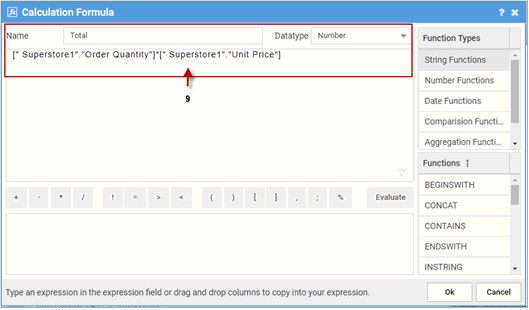 Calculation Formula
Name Total Datatype Number
[" Superstore1"."Order Quantity"]*[" Superstore1"."Unit Price"]
9
+ - * / ! = > < ( ) [ ] , ; % Evaluate
Function Types
String Functions
Number Functions
Date Functions
Comparision Functi...
Aggregation Functi...
Functions
BEGINSWITH
CONCAT
CONTAINS
ENDSWITH
INSTRING
Type an expression in the expression field or drag and drop columns to copy into your expression.
Ok Cancel